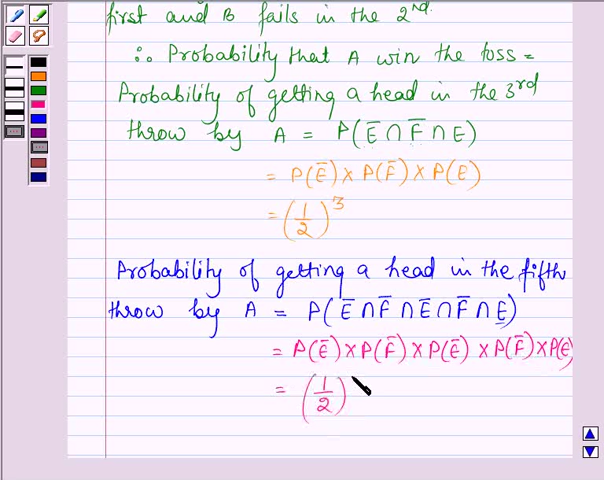 first and B fails in the 2nd.
∴ Probability that A win the toss =
Probability of getting a head in the 3rd
throw by A = P(E̅ ∩ F̅ ∩ E)
= P(E̅) × P(F̅) × P(E)
= (1/2)^3
Probability of getting a head in the fifth
throw by A = P(E̅ ∩ F̅ ∩ E̅ ∩ F̅ ∩ E)
= P(E̅) × P(F̅) × P(E̅) × P(F̅) × P(E)
= (1/2)